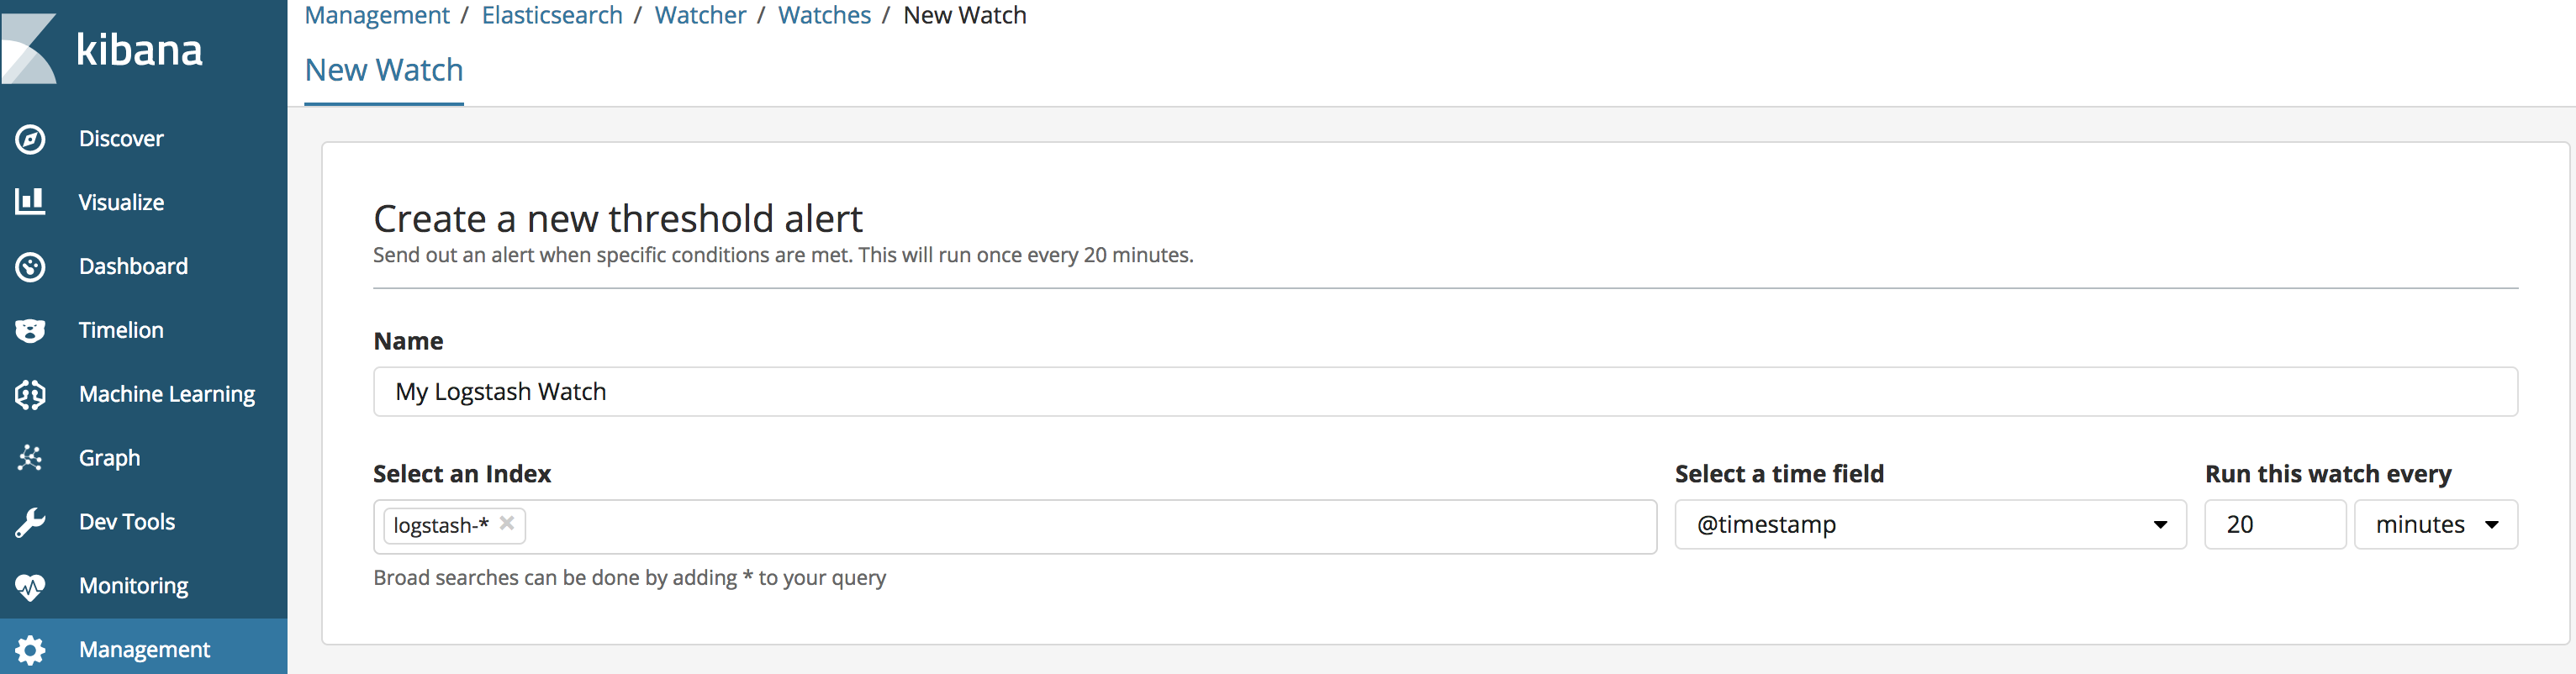 Management / Elasticsearch / Watcher / Watches / New Watch
kibana
New Watch
Discover
Visualize
Dashboard
Timelion
Machine Learning
Graph
Dev Tools
Monitoring
Management
Create a new threshold alert
Send out an alert when specific conditions are met. This will run once every 20 minutes.
Name
My Logstash Watch
Select an Index
Select a time field
Run this watch every
logstash-*
@timestamp
20
minutes
Broad searches can be done by adding * to your query